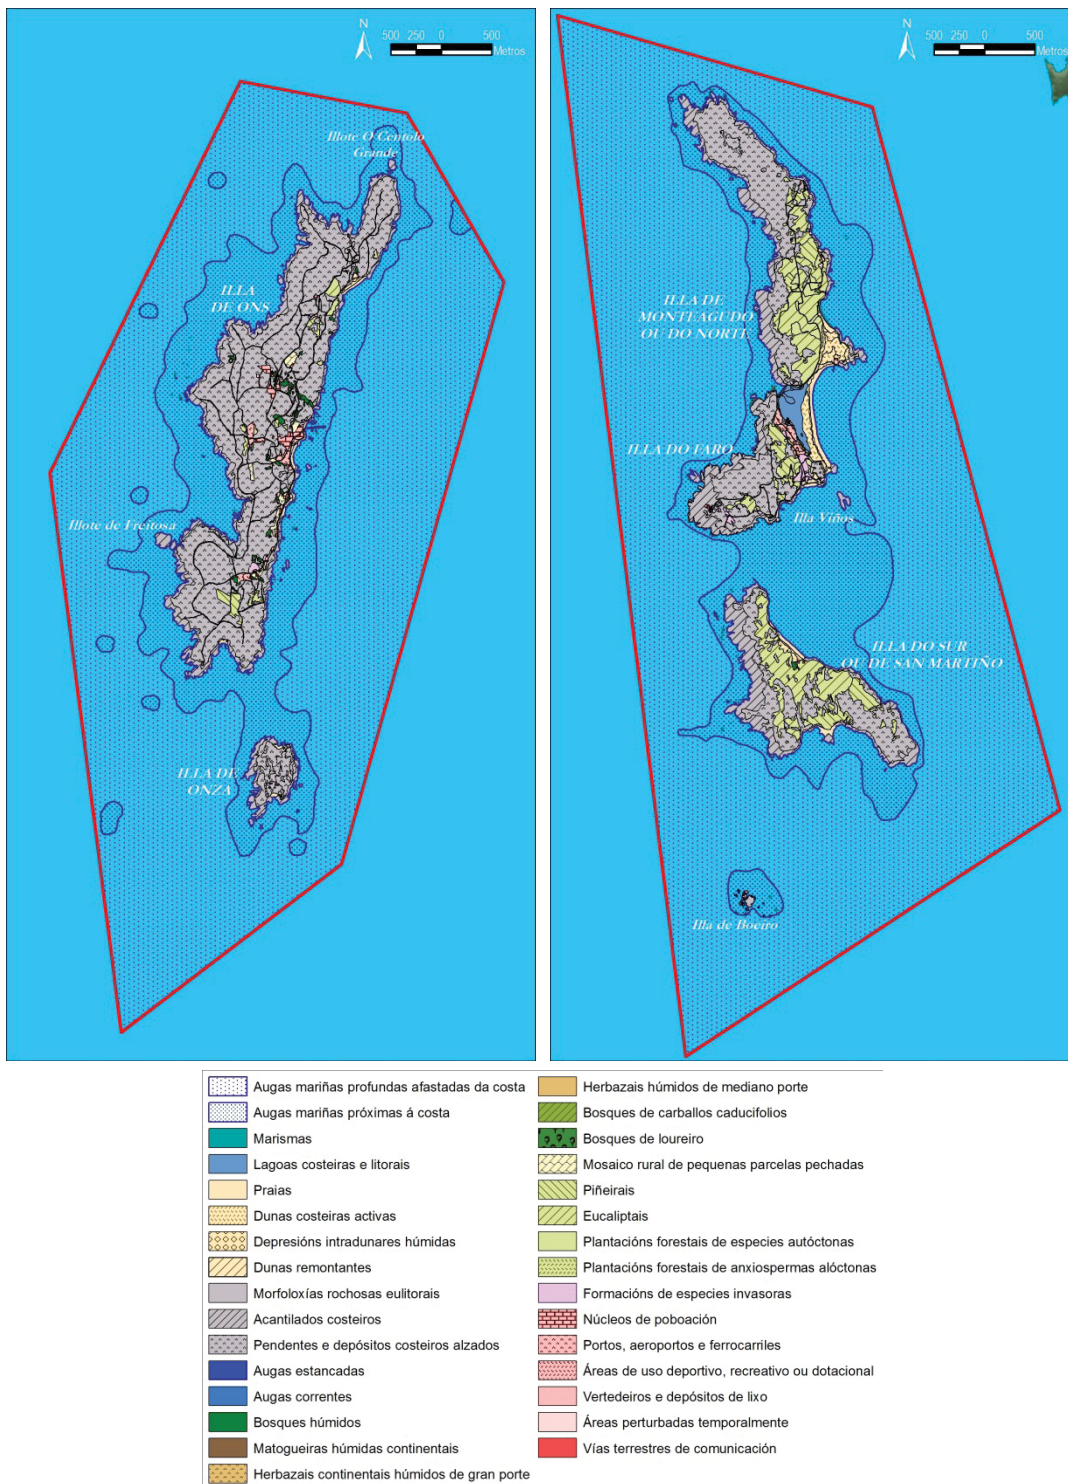 N
500 250 0 500
Metros
Illote O Centolo
Grande
ILLA
DE ONS
Illote de Freitosa
ILLA DE
ONZA
N
500 250 0 500
Metros
ILLA DE
MONTEAGUDO
OU DO NORTE
ILLA DO FARO
Illa Viños
ILLA DO SUR
OU DE SAN MARTIÑO
Illa de Boeiro
Augas mariñas profundas afastadas da costa
Augas mariñas próximas á costa
Marismas
Lagoas costeiras e litorais
Praias
Dunas costeiras activas
Depresións intradunares húmidas
Dunas remontantes
Morfoloxías rochosas eulitorais
Acantilados costeiros
Pendentes e depósitos costeiros alzados
Augas estancadas
Augas correntes
Bosques húmidos
Matogueiras húmidas continentais
Herbazais continentais húmidos de gran porte
Herbazais húmidos de mediano porte
Bosques de carballos caducifolios
Bosques de loureiro
Mosaico rural de pequenas parcelas pechadas
Piñeirais
Eucaliptais
Plantacións forestais de especies autóctonas
Plantacións forestais de anxiospermas alóctonas
Formacións de especies invasoras
Núcleos de poboación
Portos, aeroportos e ferrocarriles
Áreas de uso deportivo, recreativo ou dotacional
Vertedeiros e depósitos de lixo
Áreas perturbadas temporalmente
Vías terrestres de comunicación